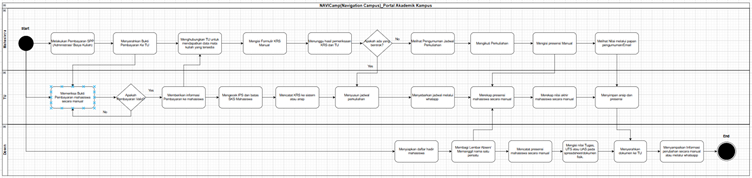 NAVICamp(Navigation Campus)_Portal Akademik Kampus
Mahasiswa
Start
Melakukan Pembayaran SPP
(Administrasi Biaya Kuliah)
Menyerahkan Bukti
Pembayaran Ke TU
Menghubungkan TU untuk
mendapatkan
mata
kuliah yang tersedia
Mengisi Formulir KRS
Manual
Menunggu hasil pemeriksaan
KRS dari TU
Apakah ada yang
No
Melihat Pengumuman Jadwal
Perkuliahan
Mengikuti Perkuliahan
Mengisi presensi Manual
Melihat Nilai melalui papan
pengumuman/Email
Yes
TU
Memeriksa Bukti
Pembayaran mahasiswa
secara manual
Apakah
Pembayaran Valid?
Yes
No
Memberikan informasi
Pembayaran ke mahasiswa
Mengecek IPS dan batas
SKS Mahasiswa
Mencatat KRS ke sistem
atau arsip
Menyusun jadwal
perkuliahan
Menyebarkan jadwal melalui
whatsapp
Merekap presensi
mahasiswa secara manual
Merekap nilai akhir
mahasiswa secara manual
Menyimpan arsip dan
presensi
Dosen
Menyiapkan daftar hadir
mahasiswa
Membagi Lembar Absen/
Memanggil nama satu
persatu
Mencatat presensi
mahasiswa secara manual
Mengisi nilai Tugas,
UTS atau UAS pada
spreadsheet/dokumen
fisik
Menyerahkan
dokumen ke TU
Menyampaikan informasi
perubahan secara manual
atau melalui whatsapp
End